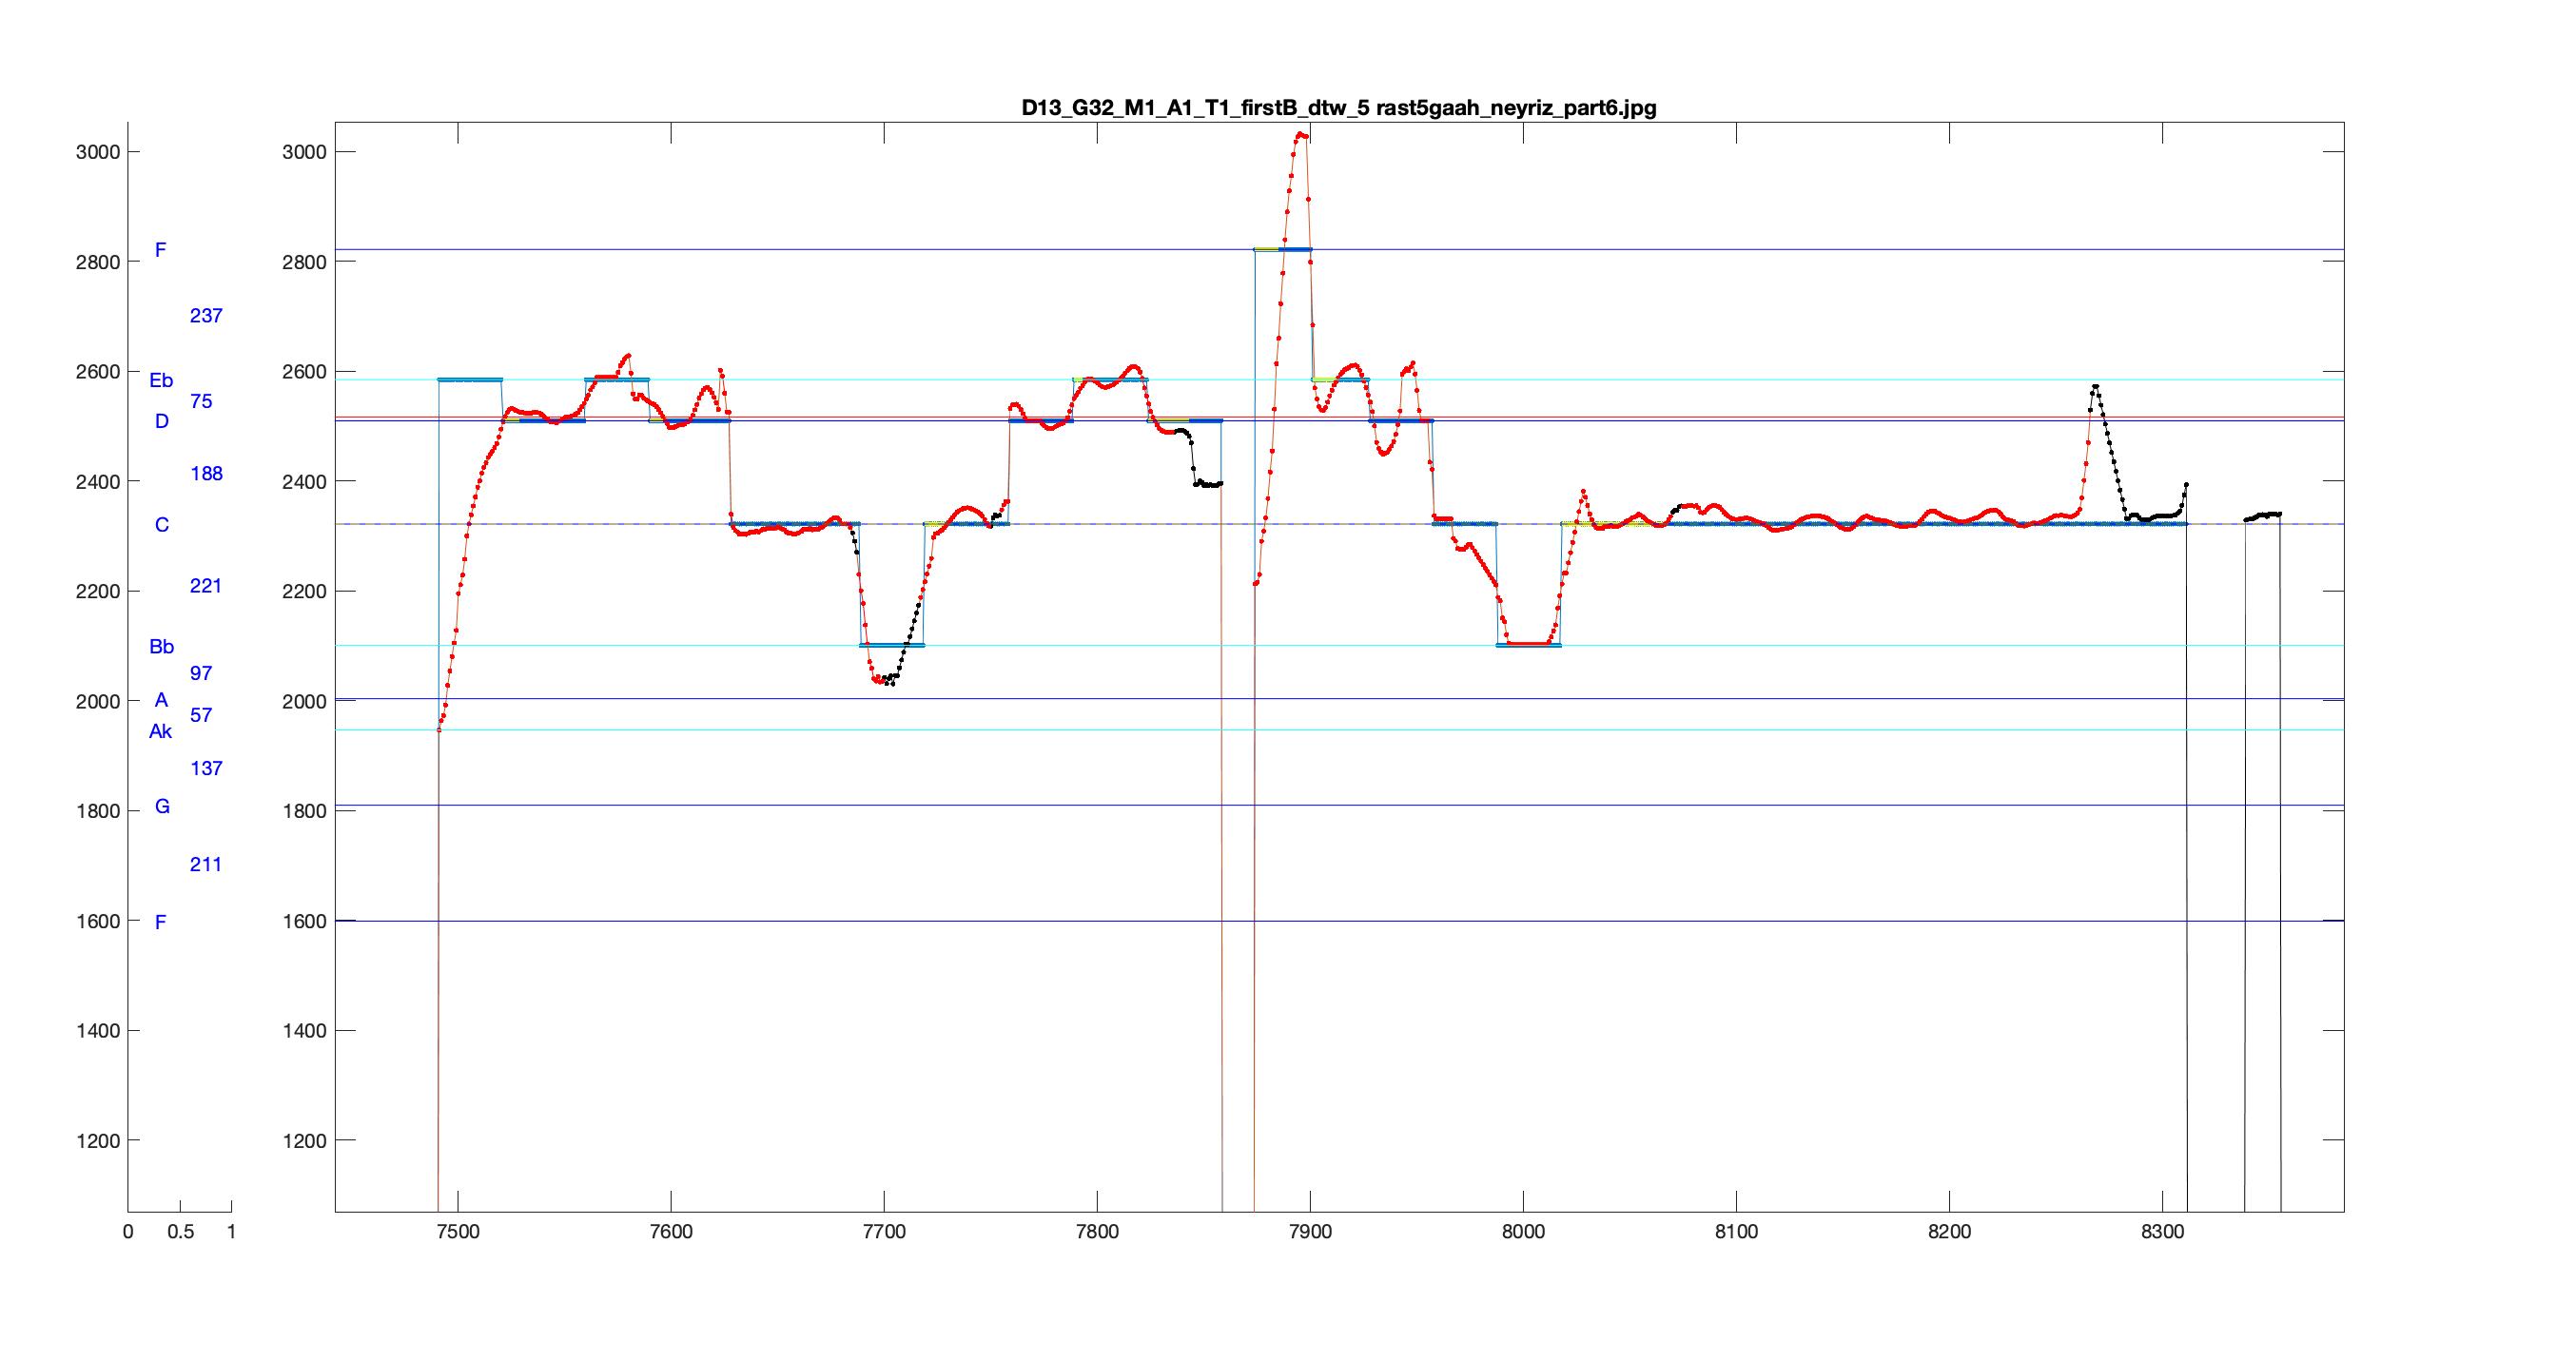 D13_G32_M1_A1_T1_firstB_dtw_5 rast5gaah_neyriz_part6.jpg
3000 3000
F
2800 2800
237
2600 2600
Eb
75
D
188
2400 2400
C
221
2200 2200
Bb
97
A
2000 2000
57
Ak
137
G
1800 1800
211
F
1600 1600
1400 1400
1200 1200
0 0.5 1 7500 7600 7700 7800 7900 8000 8100 8200 8300